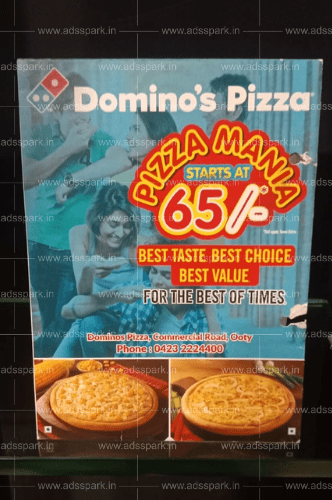 Domino's Pizza
PIZZA MANIA
STARTS AT
65/-
BEST TASTE BEST CHOICE
BEST VALUE
FOR THE BEST OF TIMES
Dominos Pizza, Commercial Road, Ooty
Phone : 0423 2224400
www.adsspark.in